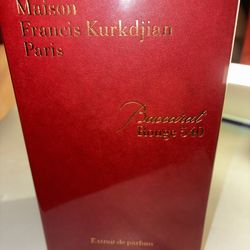 Maison
Francis Kurkdjian
Paris
Baccarat
Rouge 540
Extrait de parfum